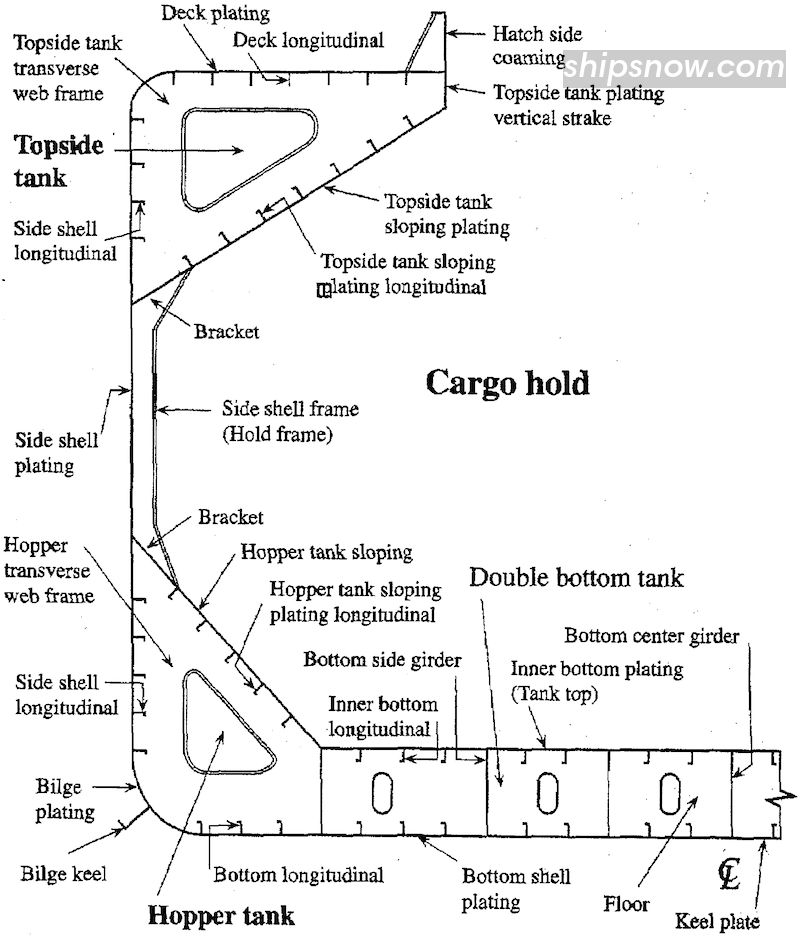 Deck plating
Deck longitudinal
Hatch side
coaming
shipsnow.com
Topside tank
transverse
web frame
Topside tank plating
vertical strake
Topside
tank
Topside tank
sloping plating
Side shell
longitudinal
Topside tank sloping
plating longitudinal
Bracket
Cargo hold
Side shell frame
(Hold frame)
Side shell
plating
Bracket
Hopper
transverse
web frame
Hopper tank sloping
Hopper tank sloping
plating longitudinal
Double bottom tank
Bottom center girder
Bottom side girder
Inner bottom plating
(Tank top)
Side shell
longitudinal
Inner bottom
longitudinal
Bilge
plating
Bilge keel
Bottom longitudinal
Bottom shell
plating
Floor
CL
Keel plate
Hopper tank